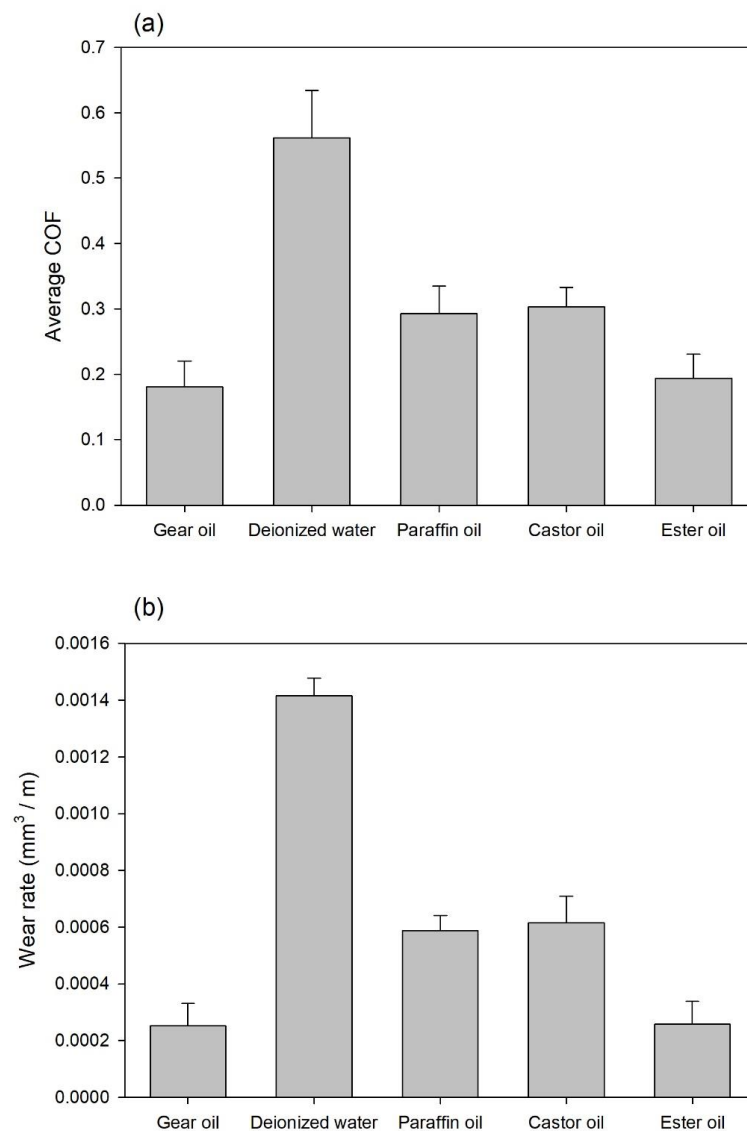 (a)
Average COF
0.7
0.6
0.5
0.4
0.3
0.2
0.1
0.0
Gear oil Deionized water Paraffin oil Castor oil Ester oil
(b)
Wear rate (mm³ / m)
0.0016
0.0014
0.0012
0.0010
0.0008
0.0006
0.0004
0.0002
0.0000
Gear oil Deionized water Paraffin oil Castor oil Ester oil